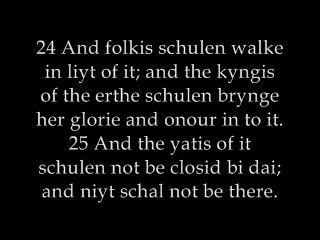 24 And folkis schulen walke
in liyt of it; and the kyngis
of the erthe schulen brynge
her glorie and onour in to it.
25 And the yatis of it
schulen not be closid bi dai;
and niyt schal not be there.